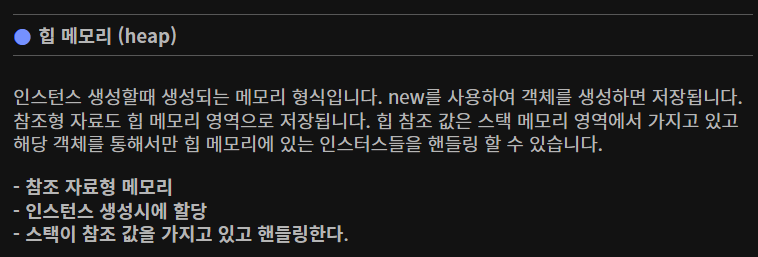 힙 메모리 (heap)
인스턴스 생성할때 생성되는 메모리 형식입니다. new를 사용하여 객체를 생성하면 저장됩니다.
참조형 자료도 힙 메모리 영역으로 저장됩니다. 힙 참조 값은 스택 메모리 영역에서 가지고 있고
해당 객체를 통해서만 힙 메모리에 있는 인스터스들을 핸들링 할 수 있습니다.
- 참조 자료형 메모리
- 인스턴스 생성시에 할당
- 스택이 참조 값을 가지고 있고 핸들링한다.